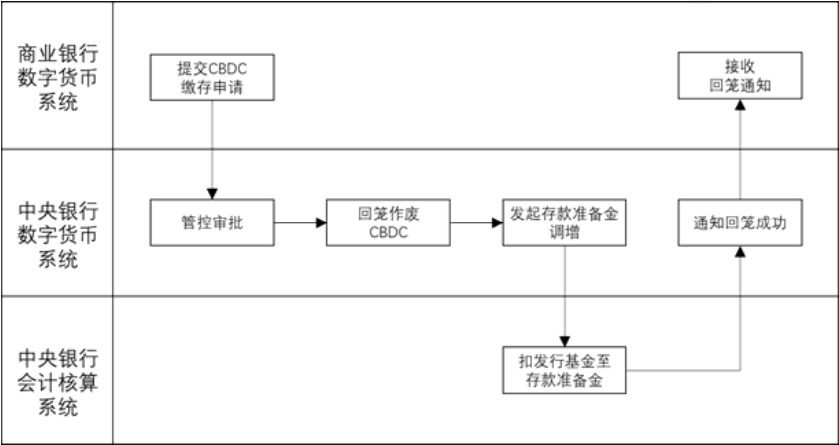 商业银行
数字货币
系统
提交CBDC
缴存申请
接收
回笼通知
中央银行
数字货币
系统
管控审批
回笼作废
CBDC
发起存款准备金
调增
通知回笼成功
中央银行
会计核算
系统
扣发行基金至
存款准备金